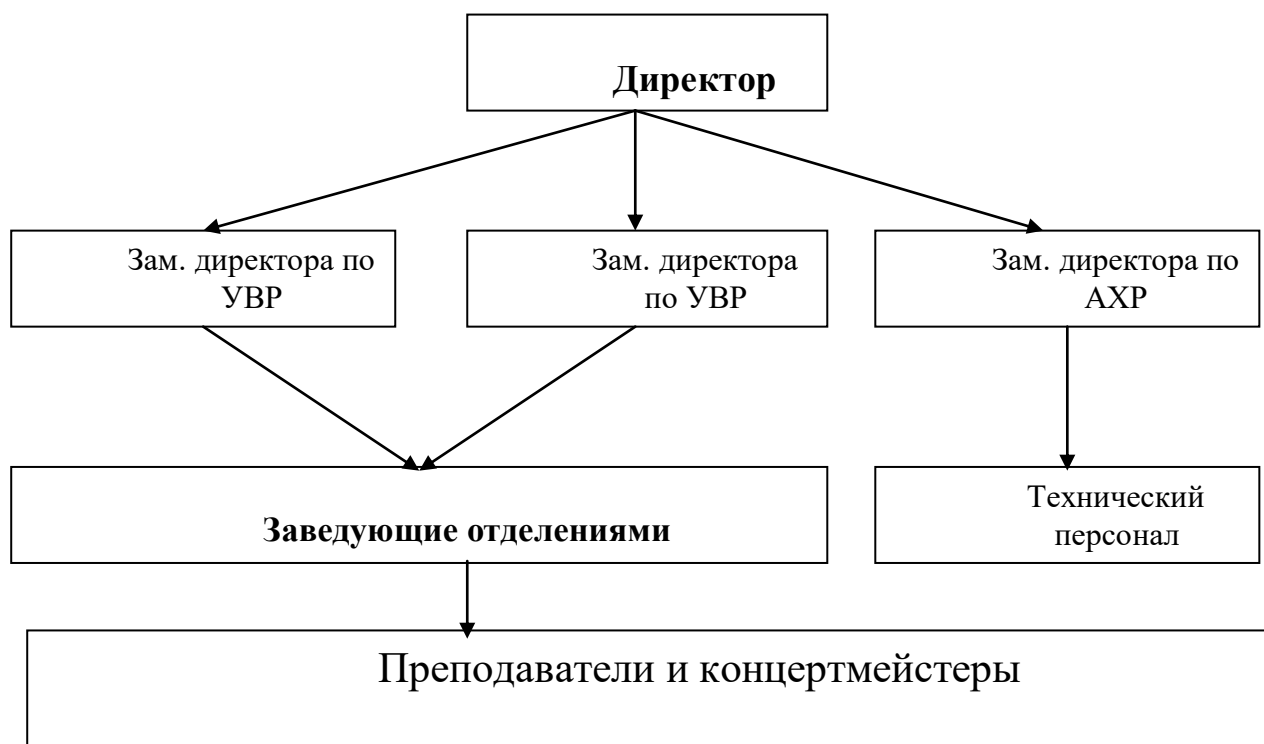 Директор
Зам. директора по
УВР
Зам. директора
по УВР
Зам. директора по
АХР
Заведующие отделениями
Технический
персонал
Преподаватели и концертмейстеры